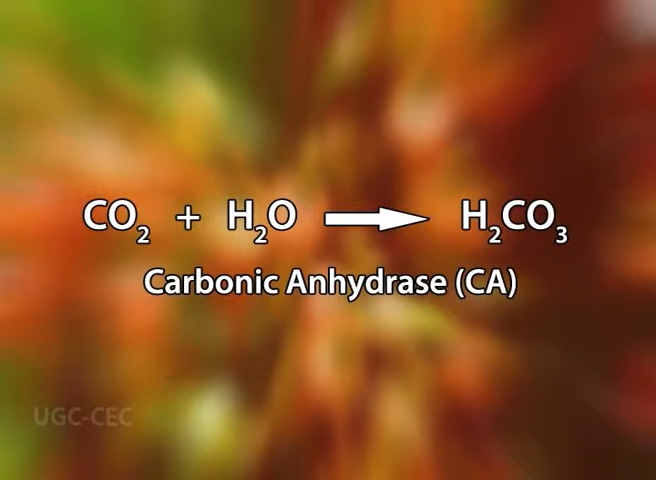 CO₂ + H₂O → H₂CO₃
Carbonic Anhydrase (CA)
UGC-CEC